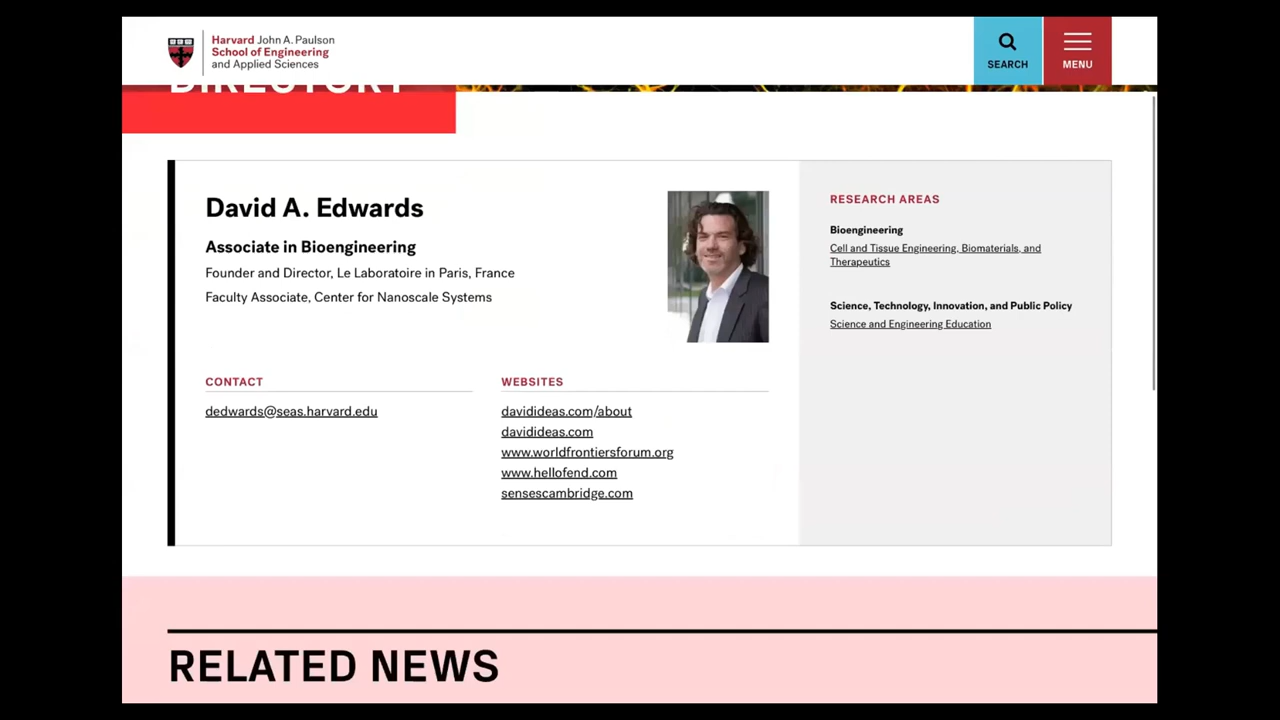 Harvard John A. Paulson
School of Engineering
and Applied Sciences
SEARCH
MENU
DIRECTORY
David A. Edwards
Associate in Bioengineering
Founder and Director, Le Laboratoire in Paris, France
Faculty Associate, Center for Nanoscale Systems
CONTACT
dedwards@seas.harvard.edu
WEBSITES
davidideas.com/about
davidideas.com
www.worldfrontiersforum.org
www.hellofend.com
sensescambridge.com
RESEARCH AREAS
Bioengineering
Cell and Tissue Engineering, Biomaterials, and
Therapeutics
Science, Technology, Innovation, and Public Policy
Science and Engineering Education
RELATED NEWS